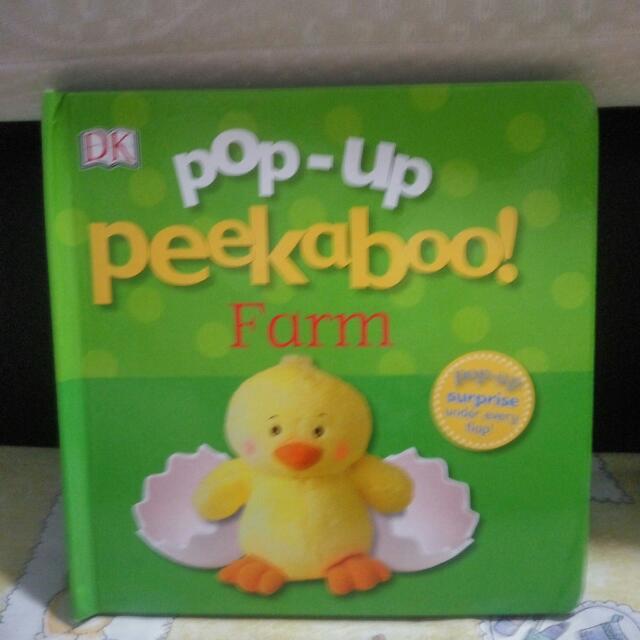 DK
pop-up
peekaboo!
Farm
pop-up
surprise
under every
flap!